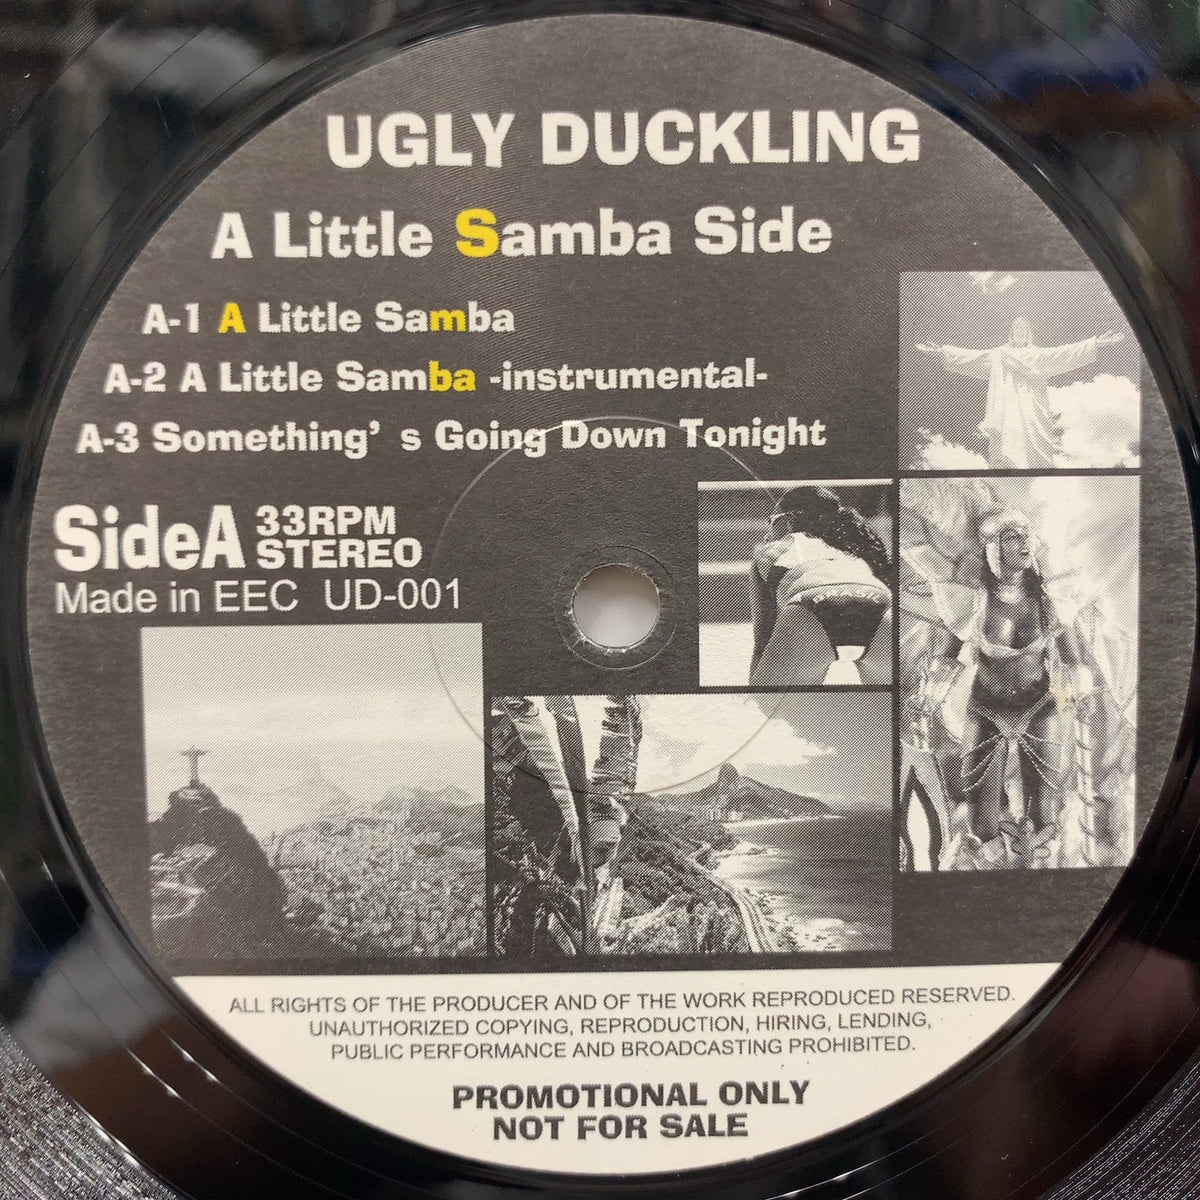 UGLY DUCKLING
A Little Samba Side
A-1 A Little Samba
A-2 A Little Samba -instrumental-
A-3 Something’ s Going Down Tonight
SideA 33RPM
STEREO
Made in EEC UD-001
ALL RIGHTS OF THE PRODUCER AND OF THE WORK REPRODUCED RESERVED.
UNAUTHORIZED COPYING, REPRODUCTION, HIRING, LENDING,
PUBLIC PERFORMANCE AND BROADCASTING PROHIBITED.
PROMOTIONAL ONLY
NOT FOR SALE